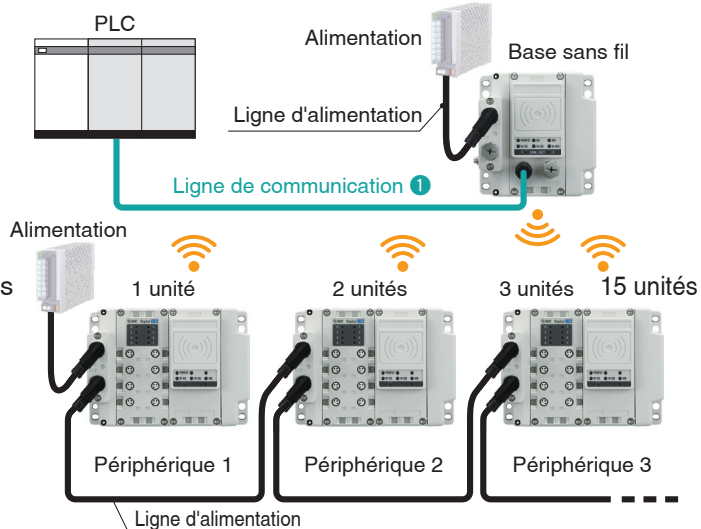 PLC
Alimentation
Base sans fil
Ligne d'alimentation
Ligne de communication ❶
Alimentation
s
1 unité
2 unités
3 unités
15 unités
Périphérique 1
Périphérique 2
Périphérique 3
Ligne d'alimentation